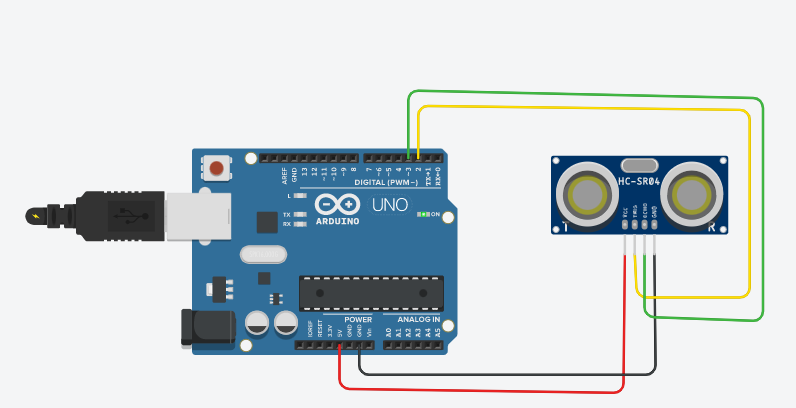 AREF
GND
13
12
~11
~10
~9
8
7
~6
~5
4
~3
2
TX→1
RX←0
DIGITAL (PWM~)
L
TX
RX
UNO
ARDUINO
ON
HC-SR04
T
R
VCC
TRIG
ECHO
GND
POWER
ANALOG IN
IOREF
RESET
3.3V
5V
GND
GND
Vin
A0
A1
A2
A3
A4
A5